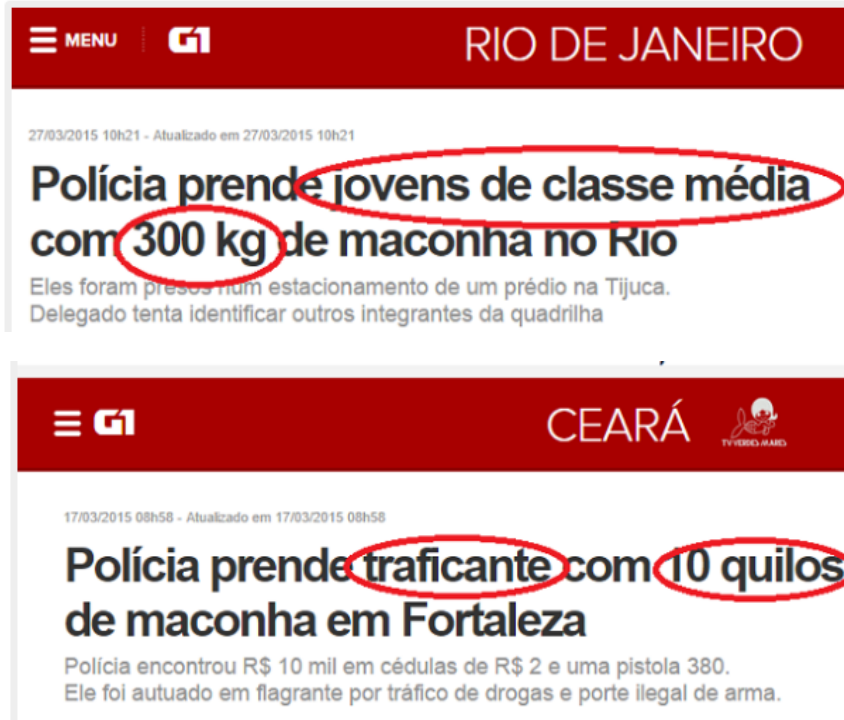 MENU G1 RIO DE JANEIRO
27/03/2015 10h21 - Atualizado em 27/03/2015 10h21
Polícia prende jovens de classe média
com 300 kg de maconha no Rio
Eles foram presos num estacionamento de um prédio na Tijuca.
Delegado tenta identificar outros integrantes da quadrilha
G1 CEARÁ TV VERDES MARES
17/03/2015 08h58 - Atualizado em 17/03/2015 08h58
Polícia prende traficante com 10 quilos
de maconha em Fortaleza
Polícia encontrou R$ 10 mil em cédulas de R$ 2 e uma pistola 380.
Ele foi autuado em flagrante por tráfico de drogas e porte ilegal de arma.